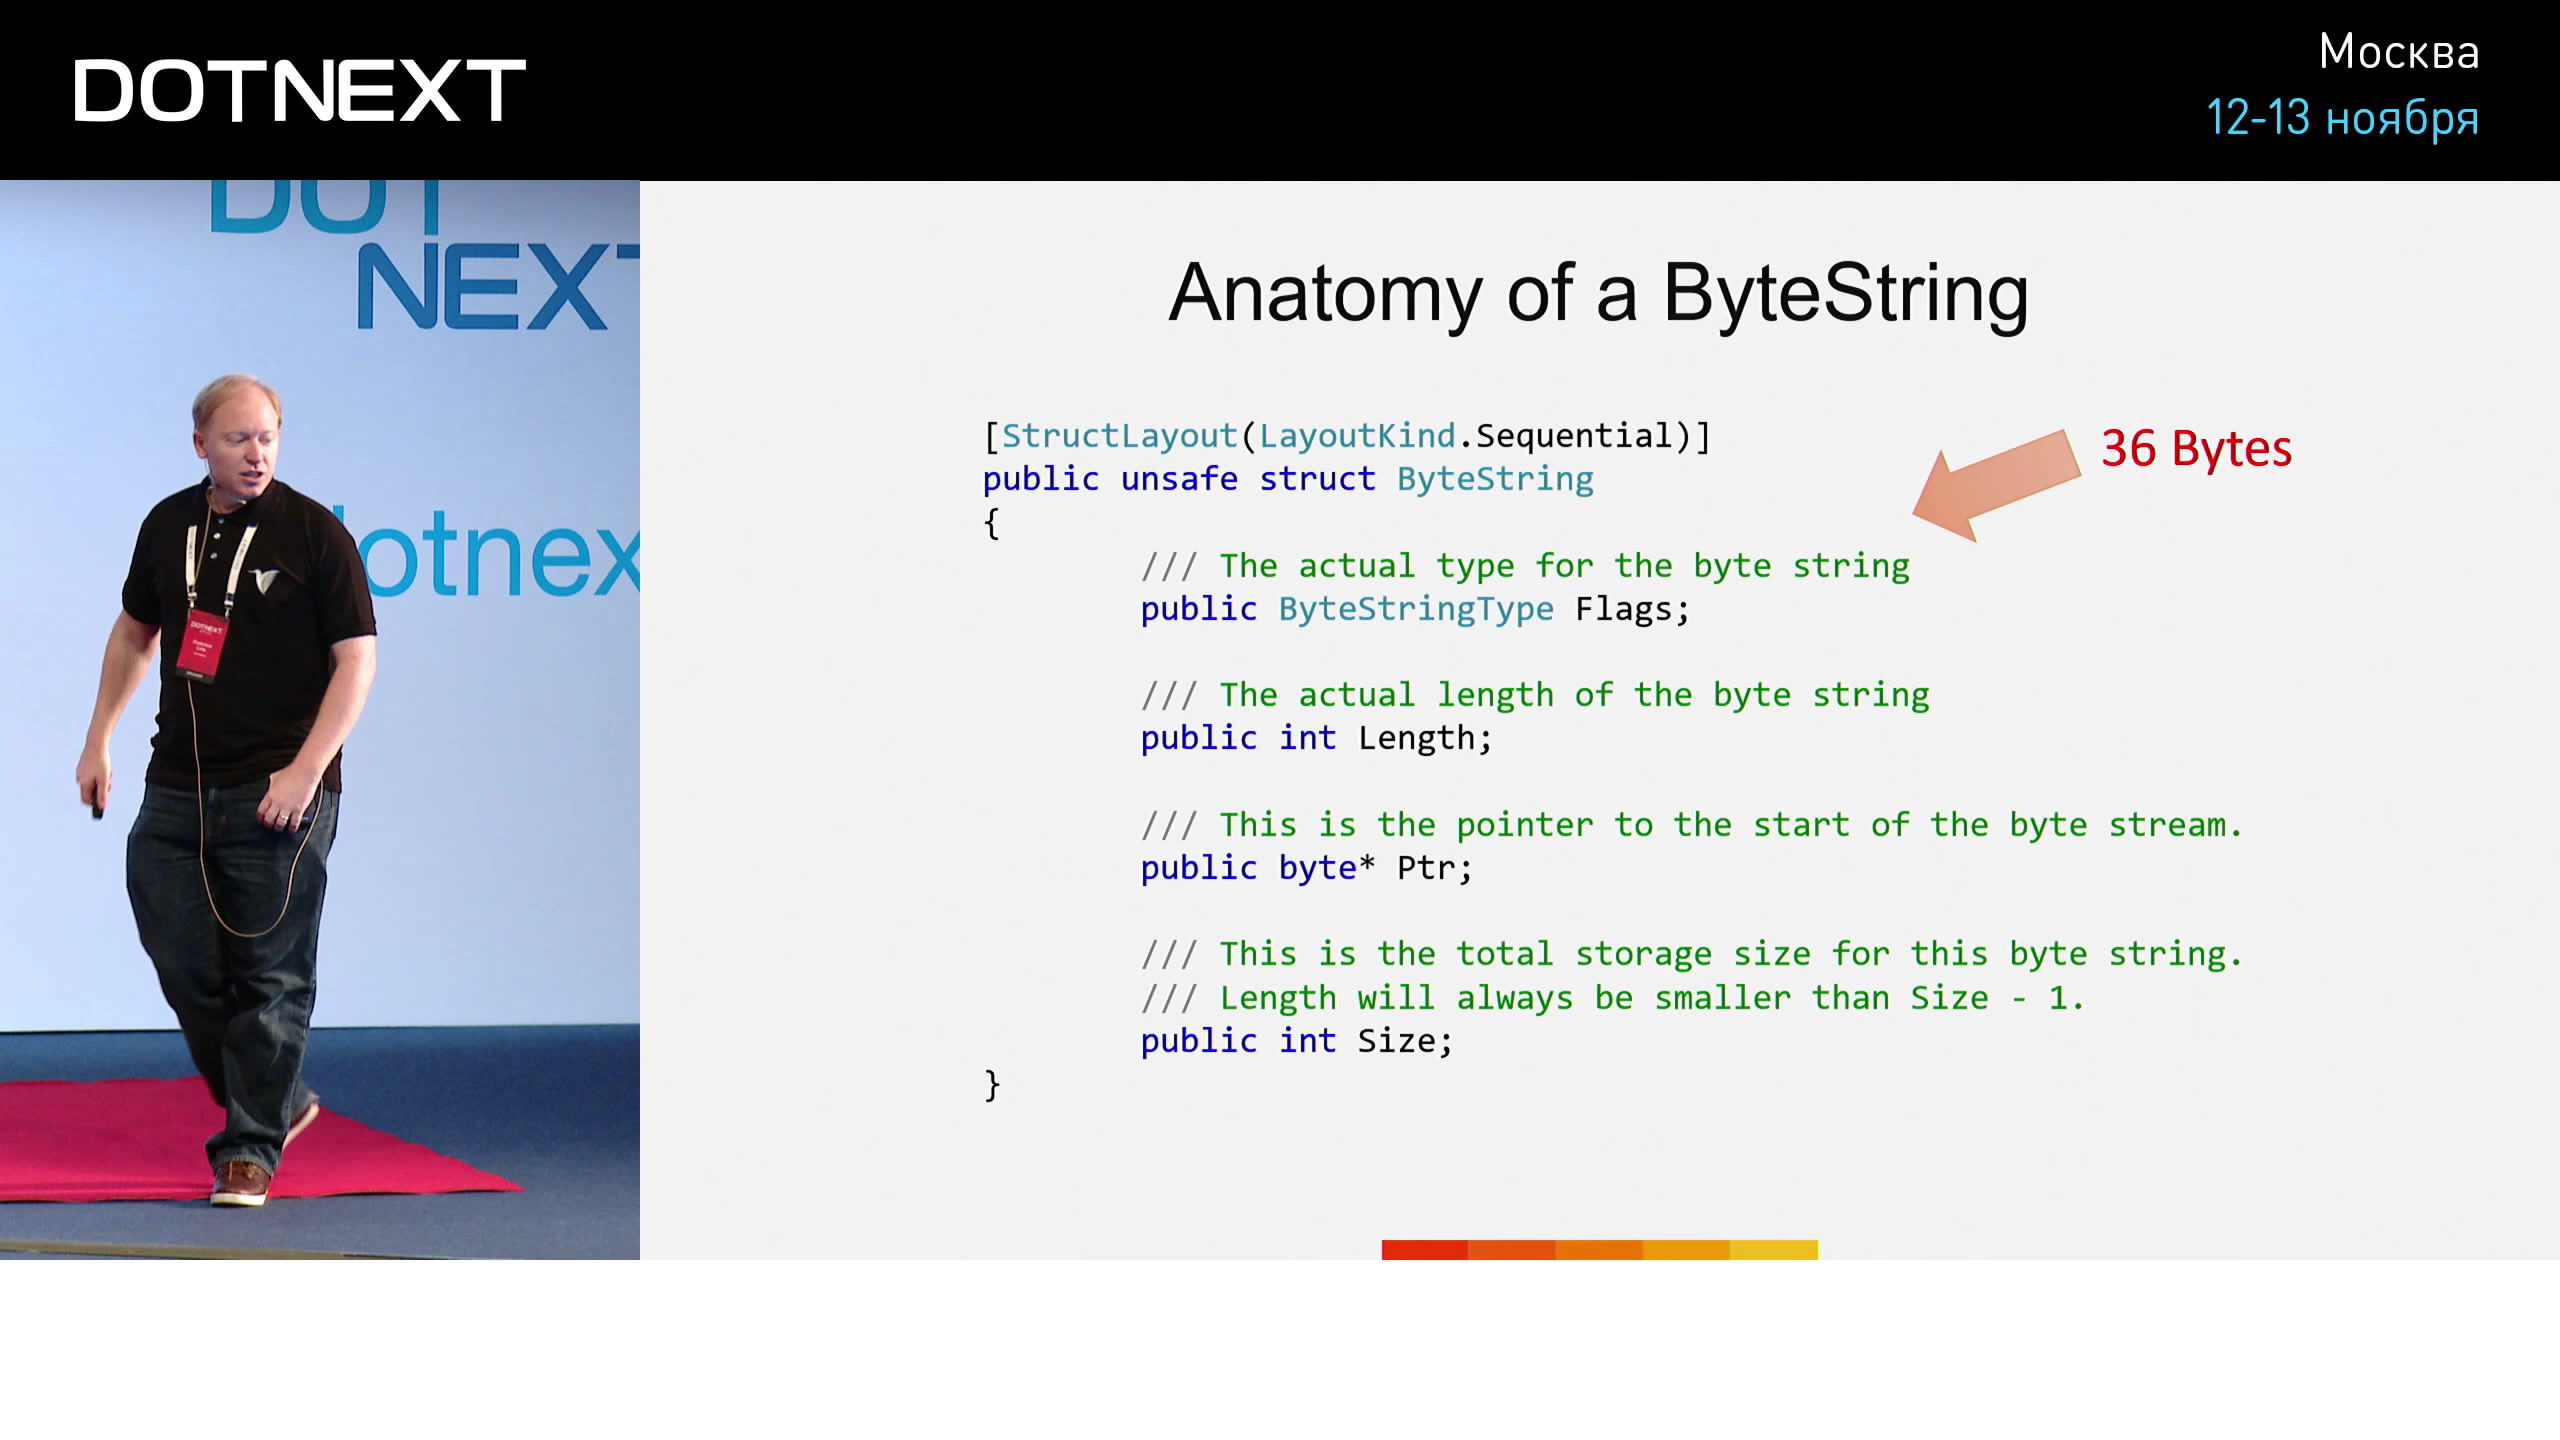 DOTNEXT
Москва
12-13 ноября
DOT
NEXT
otnex
DOTNEXT
Anatomy of a ByteString
[StructLayout(LayoutKind.Sequential)]
public unsafe struct ByteString
{
/// The actual type for the byte string
public ByteStringType Flags;
/// The actual length of the byte string
public int Length;
/// This is the pointer to the start of the byte stream.
public byte* Ptr;
/// This is the total storage size for this byte string.
/// Length will always be smaller than Size - 1.
public int Size;
}
36 Bytes